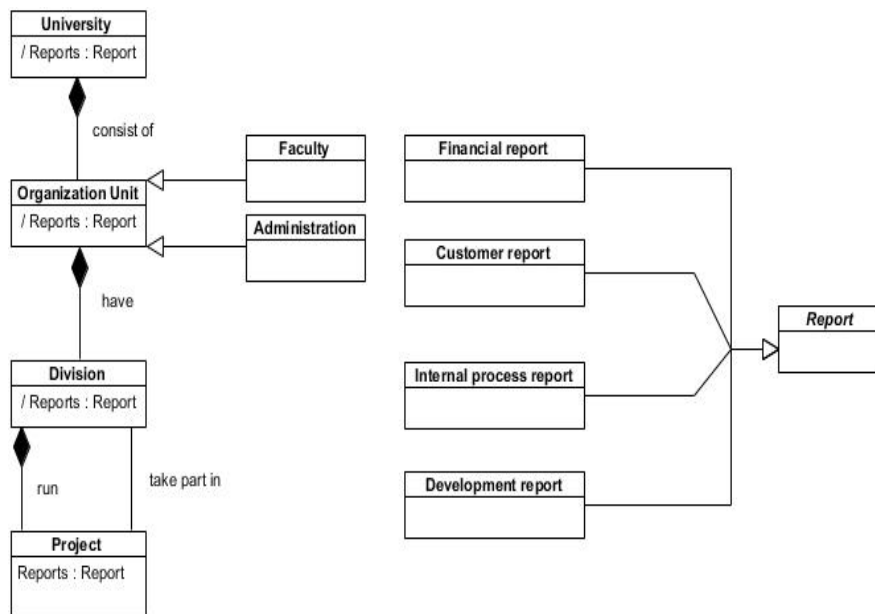 University
/ Reports : Report
consist of
Faculty
Financial report
Organization Unit
/ Reports : Report
Administration
Customer report
have
Report
Division
/ Reports : Report
Internal process report
run
take part in
Development report
Project
Reports : Report